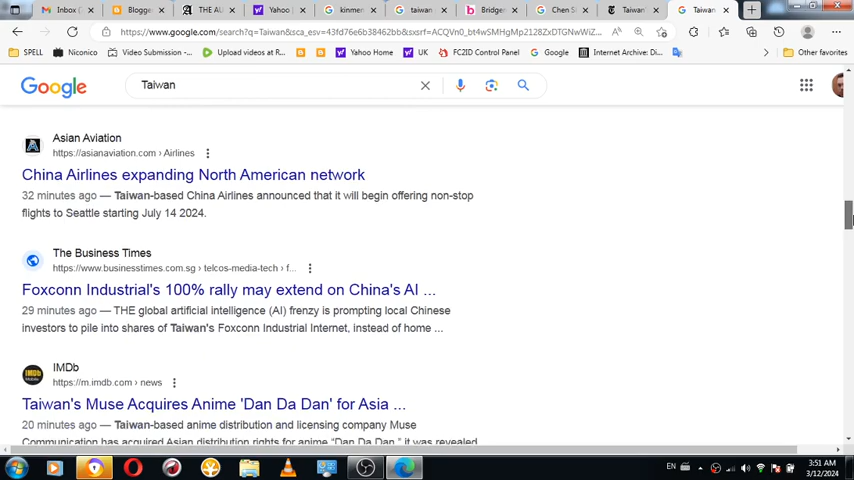 Inbox (
Blogge
THE AU
Yahoo
kinmer
taiwan
Bridger
Chen S
Taiwan
Taiwan
https://www.google.com/search?q=Taiwan&sca_esv=43fd76e6b38462bb&sxsrf=ACQVn0_bt4wSMHgMp2128ZxDTGNwWiZ...
SPELL
Niconico
Video Submission -...
Upload videos at R...
Yahoo Home
UK
FC2ID Control Panel
Google
Internet Archive: Di...
Other favorites
Google
Taiwan
Asian Aviation
https://asianaviation.com › Airlines
China Airlines expanding North American network
32 minutes ago — Taiwan-based China Airlines announced that it will begin offering non-stop
flights to Seattle starting July 14 2024.
The Business Times
https://www.businesstimes.com.sg › telcos-media-tech › f...
Foxconn Industrial's 100% rally may extend on China's AI ...
29 minutes ago — THE global artificial intelligence (AI) frenzy is prompting local Chinese
investors to pile into shares of Taiwan's Foxconn Industrial Internet, instead of home ...
IMDb
https://m.imdb.com › news
Taiwan's Muse Acquires Anime 'Dan Da Dan' for Asia ...
20 minutes ago — Taiwan-based anime distribution and licensing company Muse
Communication has acquired Asian distribution rights for anime "Dan Da Dan," it was revealed
EN
3:51 AM
3/12/2024